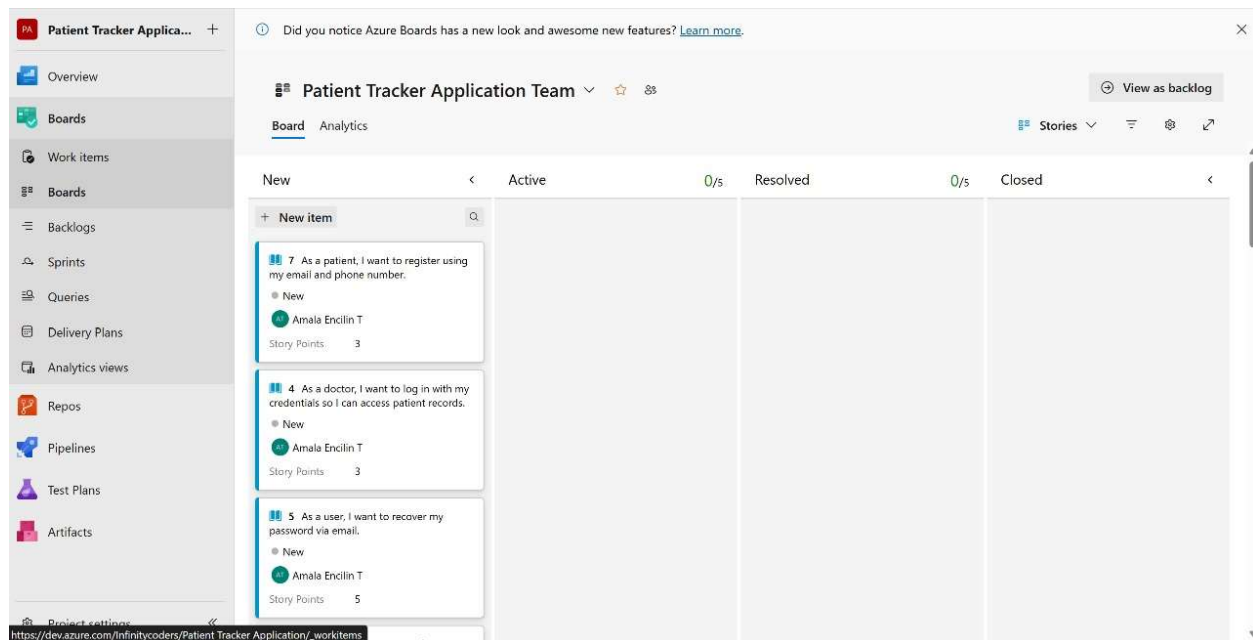 PA Patient Tracker Applica... +
Overview
Boards
Work items
Boards
Backlogs
Sprints
Queries
Delivery Plans
Analytics views
Repos
Pipelines
Test Plans
Artifacts
Project settings
https://dev.azure.com/Infinitycoders/Patient Tracker Application/_workitems
Did you notice Azure Boards has a new look and awesome new features? Learn more.
Patient Tracker Application Team
View as backlog
Board Analytics
Stories
New
Active 0/5
Resolved 0/5
Closed
+ New item
7 As a patient, I want to register using
my email and phone number.
New
AT Amala Encilin T
Story Points 3
4 As a doctor, I want to log in with my
credentials so I can access patient records.
New
AT Amala Encilin T
Story Points 3
5 As a user, I want to recover my
password via email.
New
AT Amala Encilin T
Story Points 5